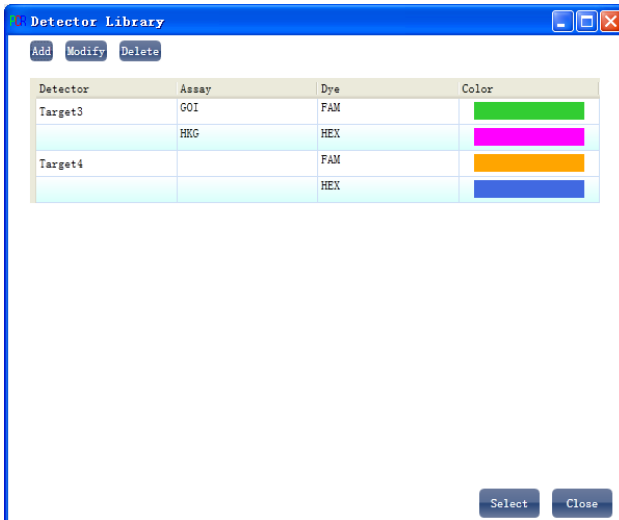 PCR Detector Library
Add Modify Delete
Detector Assay Dye Color
Target3 GOI FAM
HKG HEX
Target4 FAM
HEX
Select Close